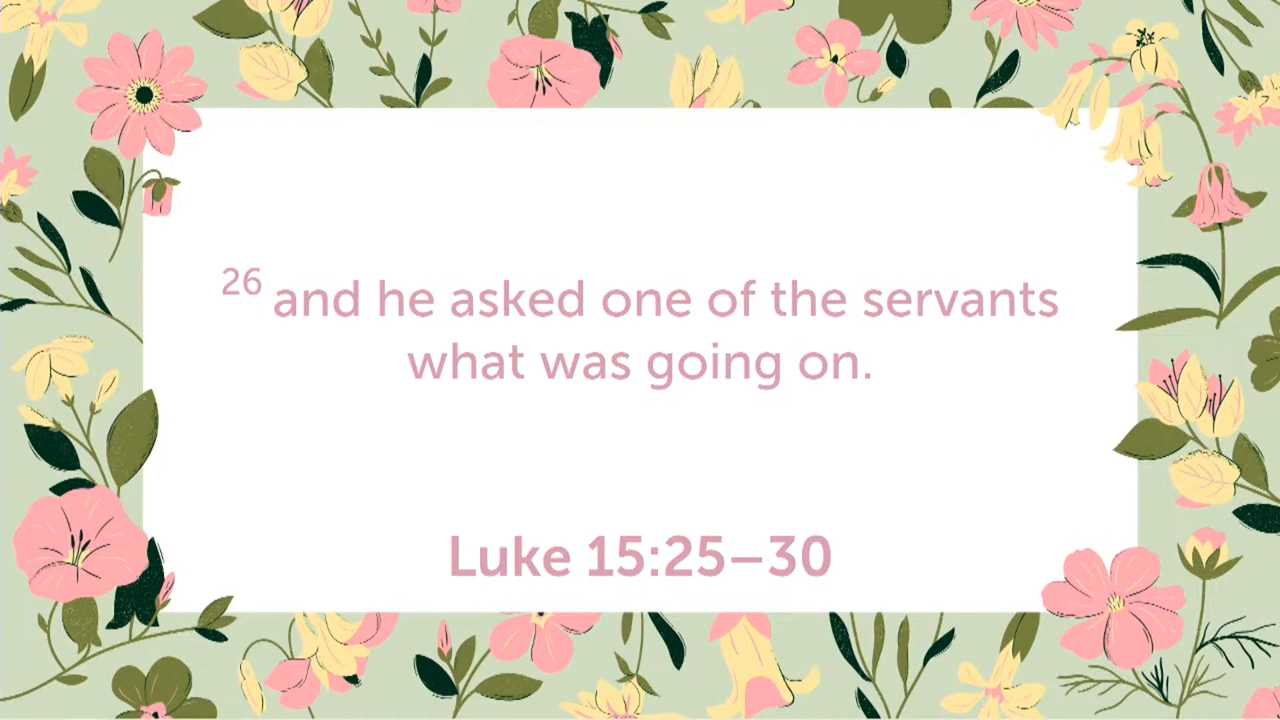 26 and he asked one of the servants
what was going on.
Luke 15:25–30